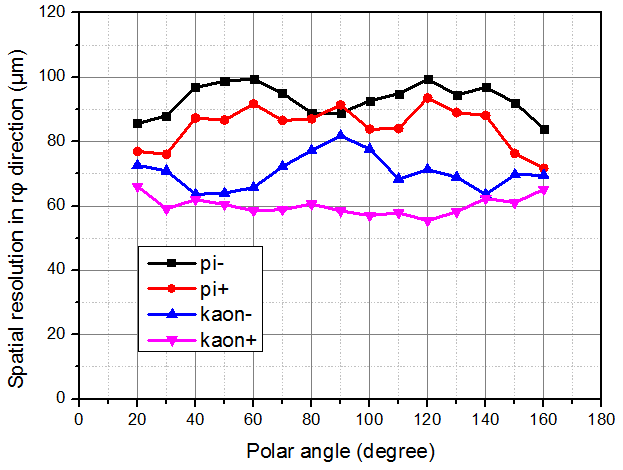 Spatial resolution in rφ direction (μm)
120
100
80
60
40
20
0
pi-
pi+
kaon-
kaon+
0 20 40 60 80 100 120 140 160 180
Polar angle (degree)